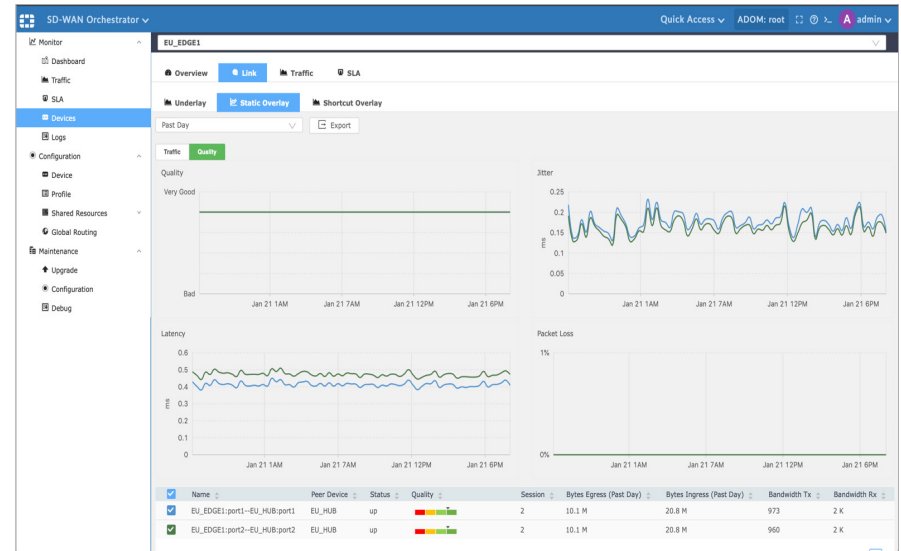 SD-WAN Orchestrator
Quick Access ADOM: root A admin
Monitor
Dashboard
Traffic
SLA
Devices
Logs
Configuration
Device
Profile
Shared Resources
Global Routing
Maintenance
Upgrade
Configuration
Debug
EU_EDGE1
Overview Link Traffic SLA
Underlay Static Overlay Shortcut Overlay
Past Day Export
Traffic Quality
Quality
Very Good
Bad
Jan 21 1AM Jan 21 7AM Jan 21 12PM Jan 21 6PM
Jitter
0.25
0.2
0.15
0.1
0.05
0
ms
Jan 21 1AM Jan 21 7AM Jan 21 12PM Jan 21 6PM
Latency
0.6
0.5
0.4
0.3
0.2
0.1
0
ms
Jan 21 1AM Jan 21 7AM Jan 21 12PM Jan 21 6PM
Packet Loss
1%
0%
Jan 21 1AM Jan 21 7AM Jan 21 12PM Jan 21 6PM
Name Peer Device Status Quality Session Bytes Egress (Past Day) Bytes Ingress (Past Day) Bandwidth Tx Bandwidth Rx
EU_EDGE1:port1--EU_HUB:port1 EU_HUB up 2 10.1 M 20.8 M 973 2 K
EU_EDGE1:port2--EU_HUB:port2 EU_HUB up 2 10.1 M 20.8 M 960 2 K